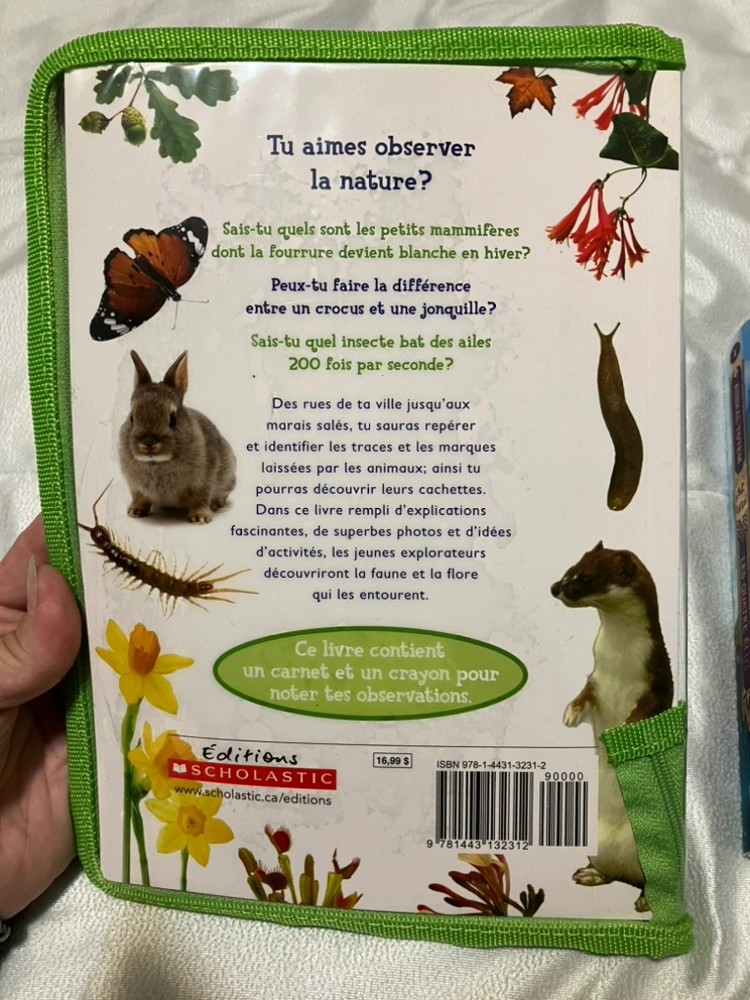 Tu aimes observer
la nature?
Sais-tu quels sont les petits mammifères
dont la fourrure devient blanche en hiver?
Peux-tu faire la différence
entre un crocus et une jonquille?
Sais-tu quel insecte bat des ailes
200 fois par seconde?
Des rues de ta ville jusqu'aux
marais salés, tu sauras repérer
et identifier les traces et les marques
laissées par les animaux; ainsi tu
pourras découvrir leurs cachettes.
Dans ce livre rempli d'explications
fascinantes, de superbes photos et d'idées
d'activités, les jeunes explorateurs
découvriront la faune et la flore
qui les entourent.
Ce livre contient
un carnet et un crayon pour
noter tes observations.
Éditions
SCHOLASTIC
www.scholastic.ca/editions
16,99 $
ISBN 978-1-4431-3231-2
90000
9 781443 132312